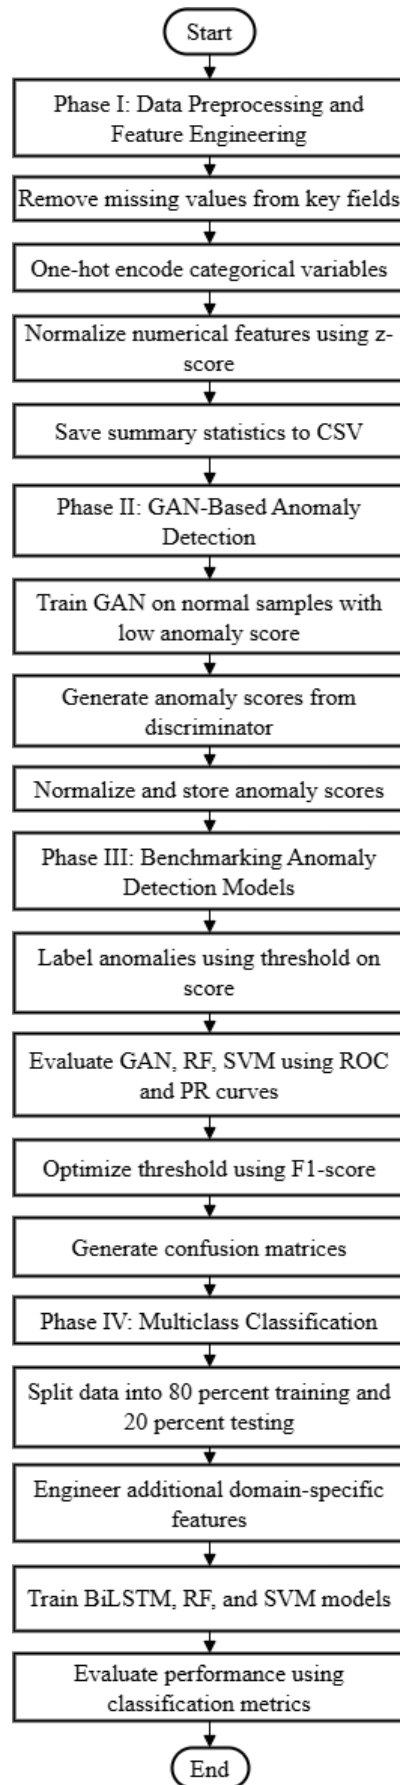 Start
Phase I: Data Preprocessing and
Feature Engineering
Remove missing values from key fields
One-hot encode categorical variables
Normalize numerical features using z-
score
Save summary statistics to CSV
Phase II: GAN-Based Anomaly
Detection
Train GAN on normal samples with
low anomaly score
Generate anomaly scores from
discriminator
Normalize and store anomaly scores
Phase III: Benchmarking Anomaly
Detection Models
Label anomalies using threshold on
score
Evaluate GAN, RF, SVM using ROC
and PR curves
Optimize threshold using F1-score
Generate confusion matrices
Phase IV: Multiclass Classification
Split data into 80 percent training and
20 percent testing
Engineer additional domain-specific
features
Train BiLSTM, RF, and SVM models
Evaluate performance using
classification metrics
End